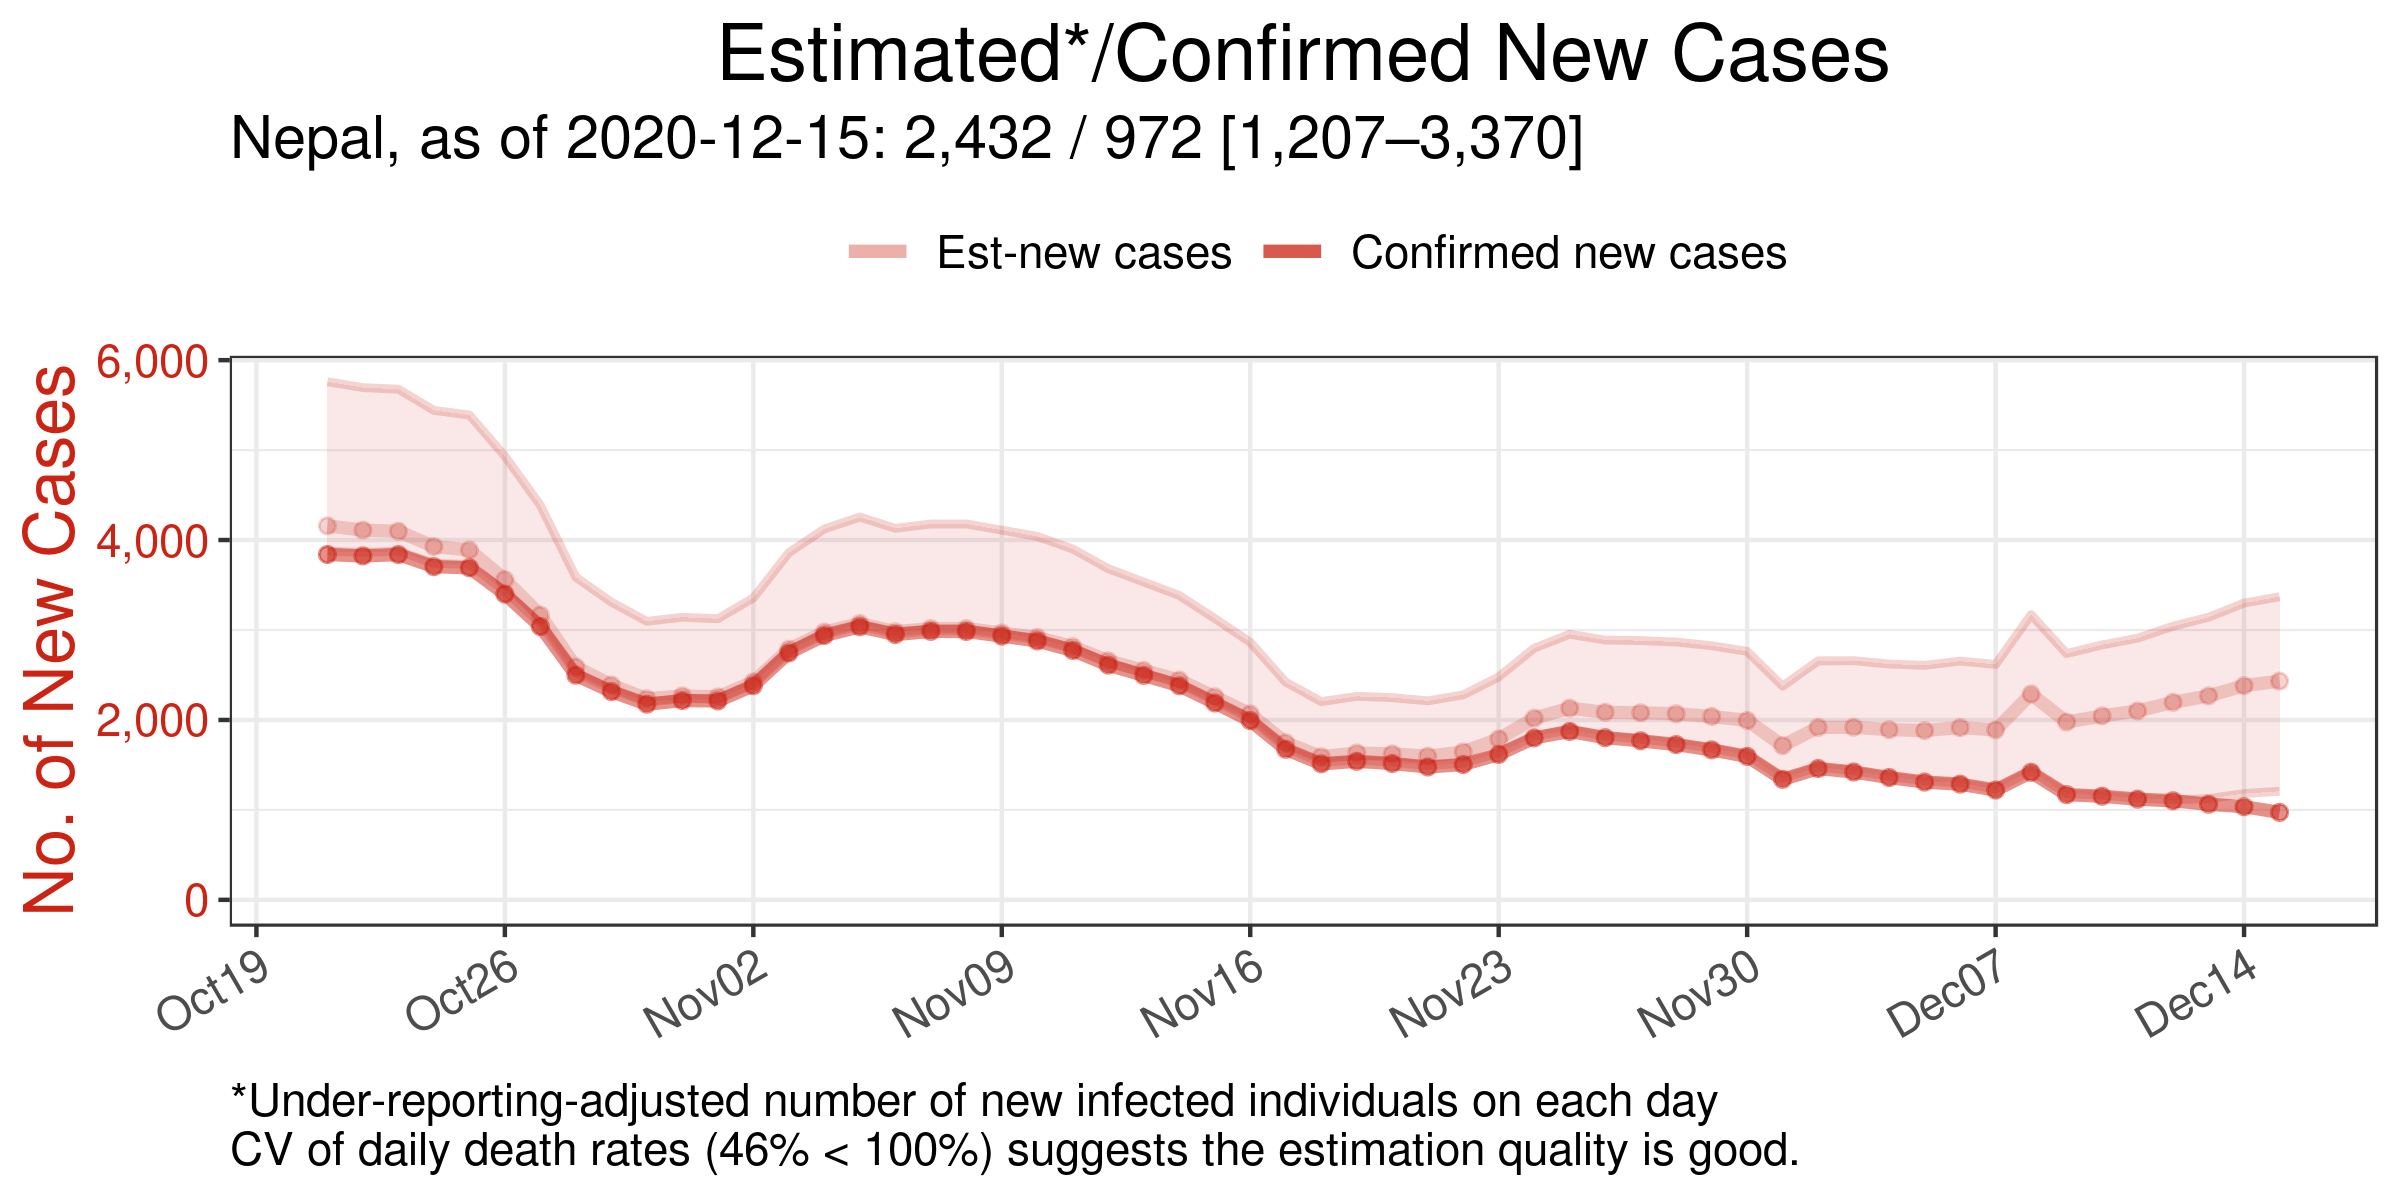 Estimated*/Confirmed New Cases
Nepal, as of 2020-12-15: 2,432 / 972 [1,207–3,370]
Est-new cases
Confirmed new cases
No. of New Cases
6,000
4,000
2,000
0
Oct19
Oct26
Nov02
Nov09
Nov16
Nov23
Nov30
Dec07
Dec14
*Under-reporting-adjusted number of new infected individuals on each day
CV of daily death rates (46% < 100%) suggests the estimation quality is good.